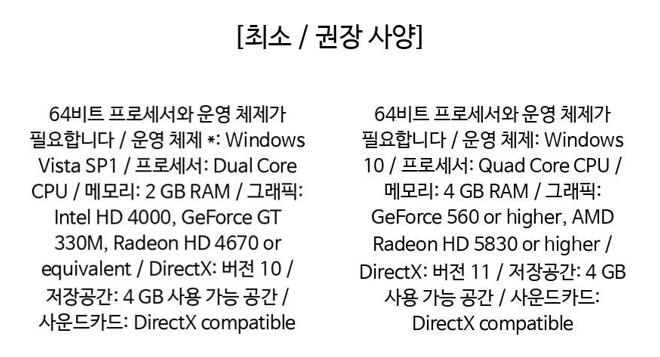 [최소 / 권장 사양]
64비트 프로세서와 운영 체제가
필요합니다 / 운영 체제 *: Windows
Vista SP1 / 프로세서: Dual Core
CPU / 메모리: 2 GB RAM / 그래픽:
Intel HD 4000, GeForce GT
330M, Radeon HD 4670 or
equivalent / DirectX: 버전 10 /
저장공간: 4 GB 사용 가능 공간 /
사운드카드: DirectX compatible
64비트 프로세서와 운영 체제가
필요합니다 / 운영 체제: Windows
10 / 프로세서: Quad Core CPU /
메모리: 4 GB RAM / 그래픽:
GeForce 560 or higher, AMD
Radeon HD 5830 or higher /
DirectX: 버전 11 / 저장공간: 4 GB
사용 가능 공간 / 사운드카드:
DirectX compatible